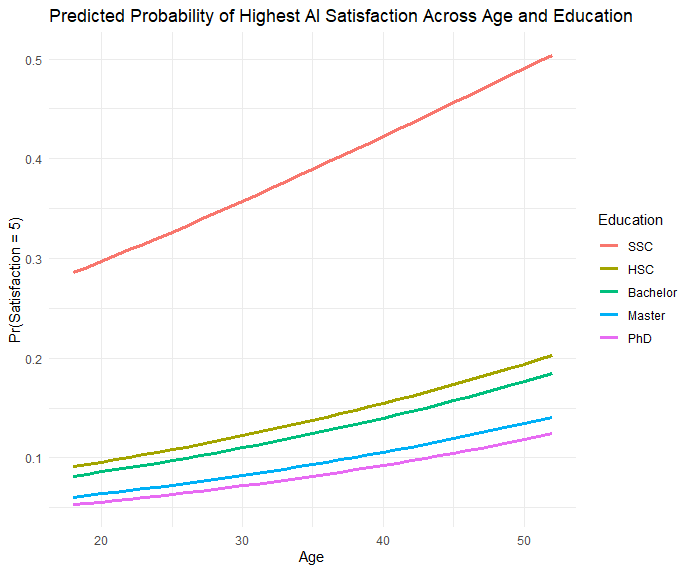 Predicted Probability of Highest AI Satisfaction Across Age and Education
Pr(Satisfaction = 5)
0.5
0.4
0.3
0.2
0.1
20 30 40 50
Age
Education
SSC
HSC
Bachelor
Master
PhD